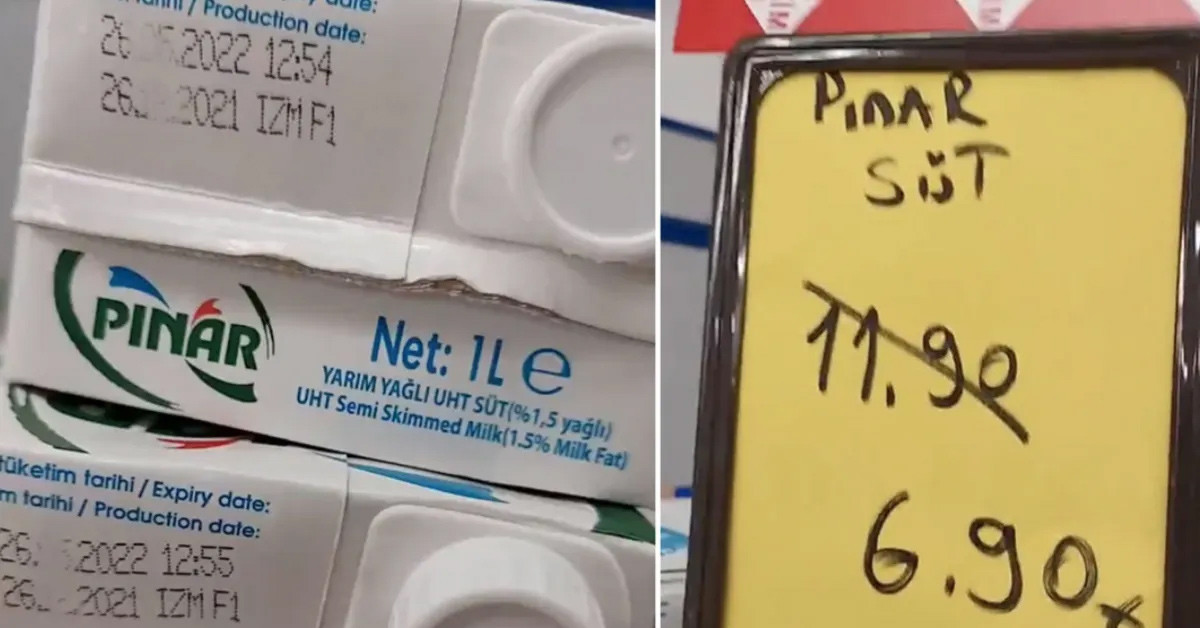 / Production date:
2022 12:54
2021 IZM F1
PINAR
Net: 1L e
YARIM YAĞLI UHT SÜT(%1,5 yağlı)
UHT Semi Skimmed Milk(1.5% Milk Fat)
tüketim tarihi / Expiry date:
tarihi / Production date:
2022 12:55
2021 IZM F1
PINAR
SÜT
11.90
6.90